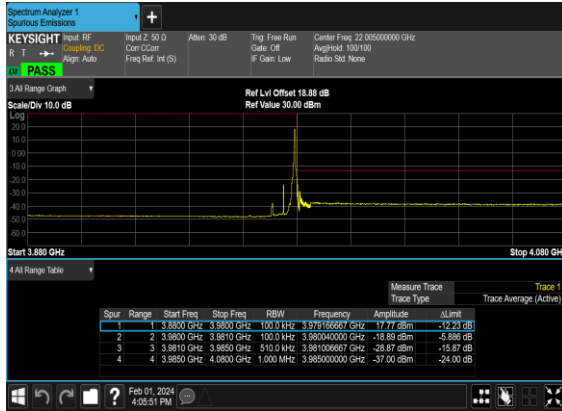 Spectrum Analyzer 1
Spurious Emissions
+
KEYSIGHT Input: RF Input Z: 50 Ω Atten: 30 dB Trig: Free Run Center Freq: 22.005000000 GHz
R T Coupling: DC Corr CCorr Gate: Off Avg|Hold: 100/100
Align: Auto Freq Ref: Int (S) IF Gain: Low Radio Std: None
PASS
3 All Range Graph
Ref Lvl Offset 18.88 dB
Scale/Div 10.0 dB Ref Value 30.00 dBm
Log
20.0
10.0
0.00
-10.0
-20.0
-30.0
-40.0
-50.0
-60.0
Start 3.880 GHz Stop 4.080 GH
4 All Range Table
Measure Trace Trace 1
Trace Type Trace Average (Active)
Spur Range Start Freq Stop Freq RBW Frequency Amplitude ΔLimit
1 1 3.8800 GHz 3.9800 GHz 100.0 kHz 3.979166667 GHz 17.77 dBm -12.23 dB
2 2 3.9800 GHz 3.9810 GHz 100.0 kHz 3.980040000 GHz -18.89 dBm -5.886 dB
3 3 3.9810 GHz 3.9850 GHz 510.0 kHz 3.981006667 GHz -28.87 dBm -15.87 dB
4 4 3.9850 GHz 4.0800 GHz 1.000 MHz 3.985000000 GHz -37.00 dBm -24.00 dB
? Feb 01, 2024
4:05:51 PM